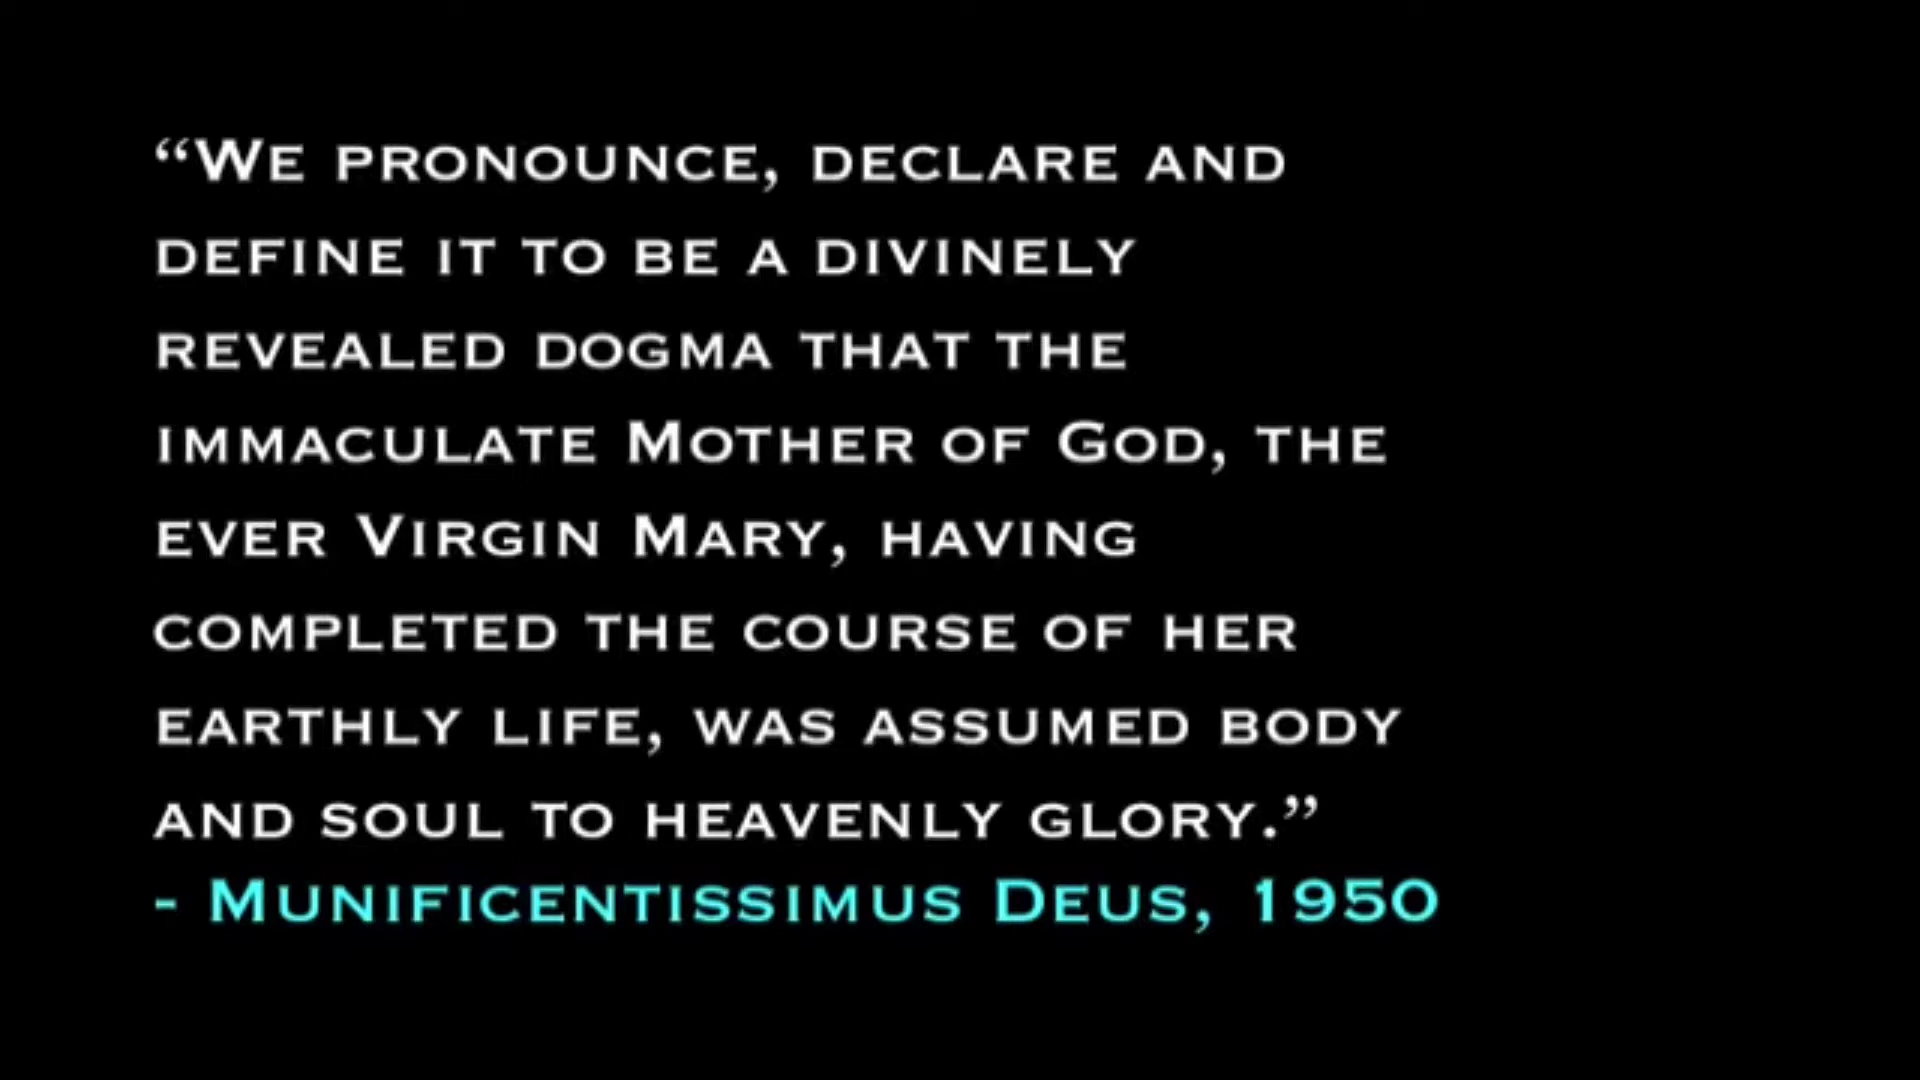 “We pronounce, declare and
define it to be a divinely
revealed dogma that the
immaculate Mother of God, the
ever Virgin Mary, having
completed the course of her
earthly life, was assumed body
and soul to heavenly glory.”
- Munificentissimus Deus, 1950